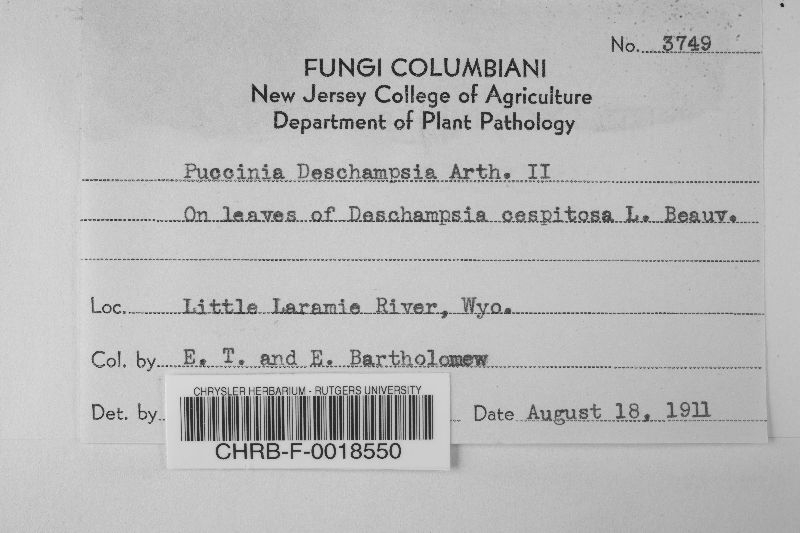 No. 3749
FUNGI COLUMBIANI
New Jersey College of Agriculture
Department of Plant Pathology
Puccinia Deschampsia Arth. II
On leaves of Deschampsia cespitosa L. Beauv.
Loc. Little Laramie River, Wyo.
Col. by E. T. and E. Bartholomew
Det. by Date August 18, 1911
CHRYSLER HERBARIUM - RUTGERS UNIVERSITY
CHRB-F-0018550